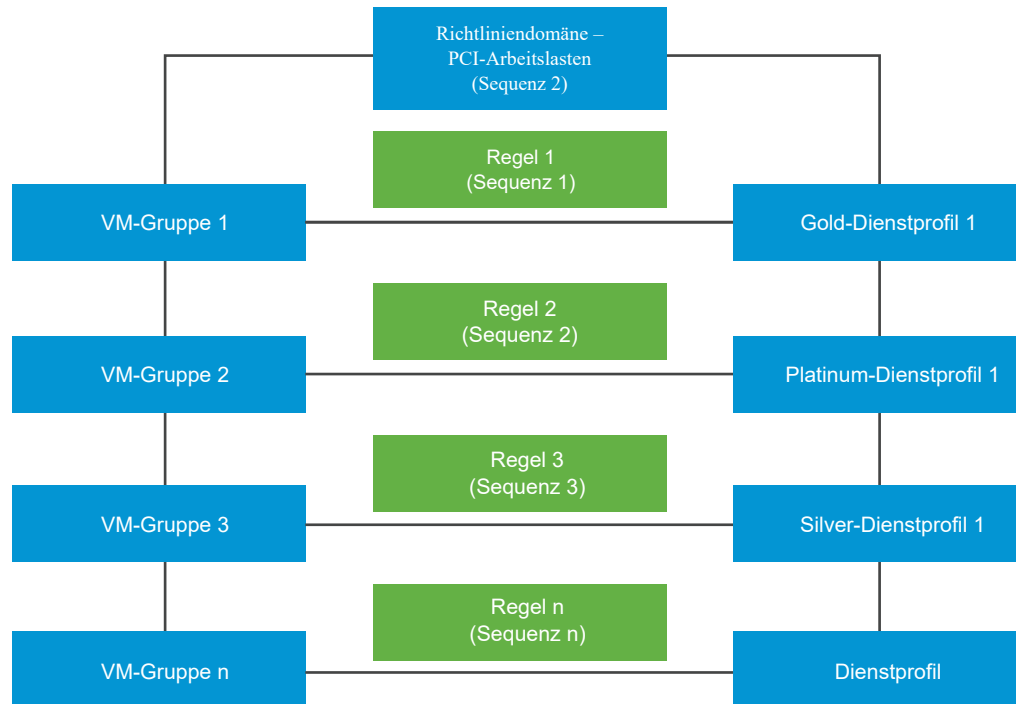 Richtliniendomäne –
PCI-Arbeitslasten
(Sequenz 2)
Regel 1
(Sequenz 1)
VM-Gruppe 1
Gold-Dienstprofil 1
Regel 2
(Sequenz 2)
VM-Gruppe 2
Platinum-Dienstprofil 1
Regel 3
(Sequenz 3)
VM-Gruppe 3
Silver-Dienstprofil 1
Regel n
(Sequenz n)
VM-Gruppe n
Dienstprofil